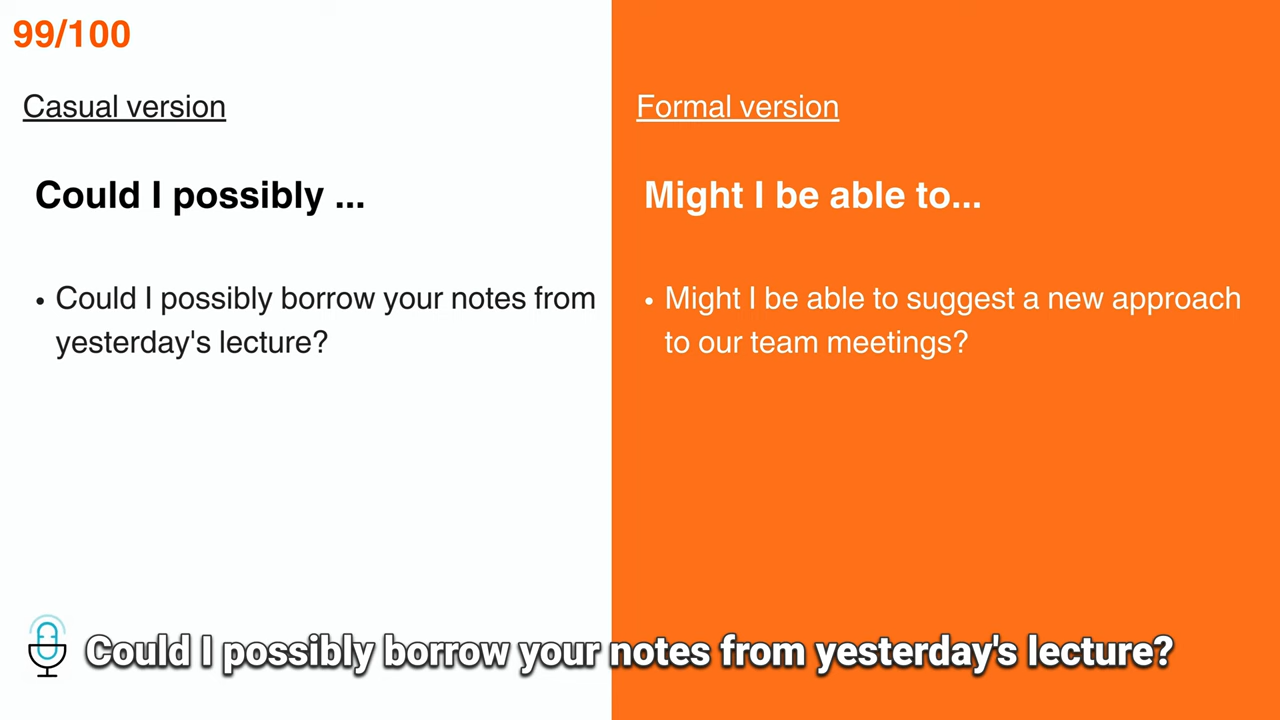 99/100
Casual version
Could I possibly ...
• Could I possibly borrow your notes from
yesterday's lecture?
Formal version
Might I be able to...
• Might I be able to suggest a new approach
to our team meetings?
Could I possibly borrow your notes from yesterday's lecture?